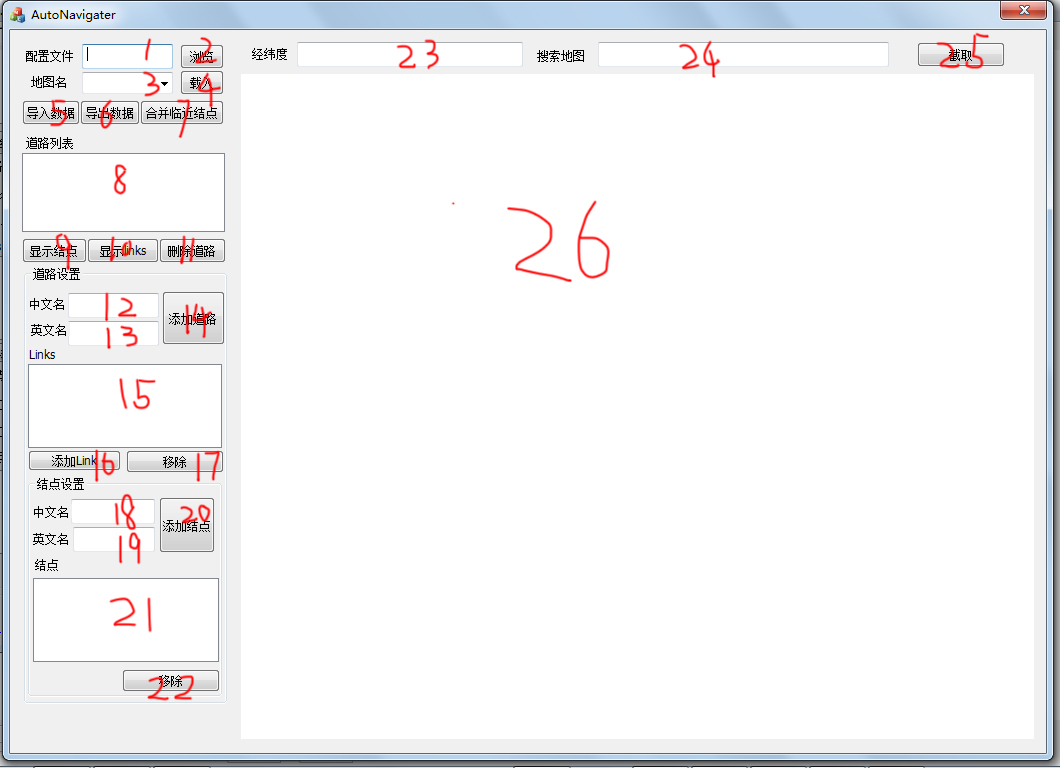 AutoNavigater
配置文件 1 浏览 2
经纬度 23 搜索地图 24 截取 25
地图名 3 载入 4
导入数据 5 导出数据 6 合并临近结点 7
道路列表
8
26
显示结点 9 显示links 10 删除道路 11
道路设置
中文名 12 添加道路 14
英文名 13
Links
15
添加Link 16 移除 17
结点设置
中文名 18 添加结点 20
英文名 19
结点
21
移除 22